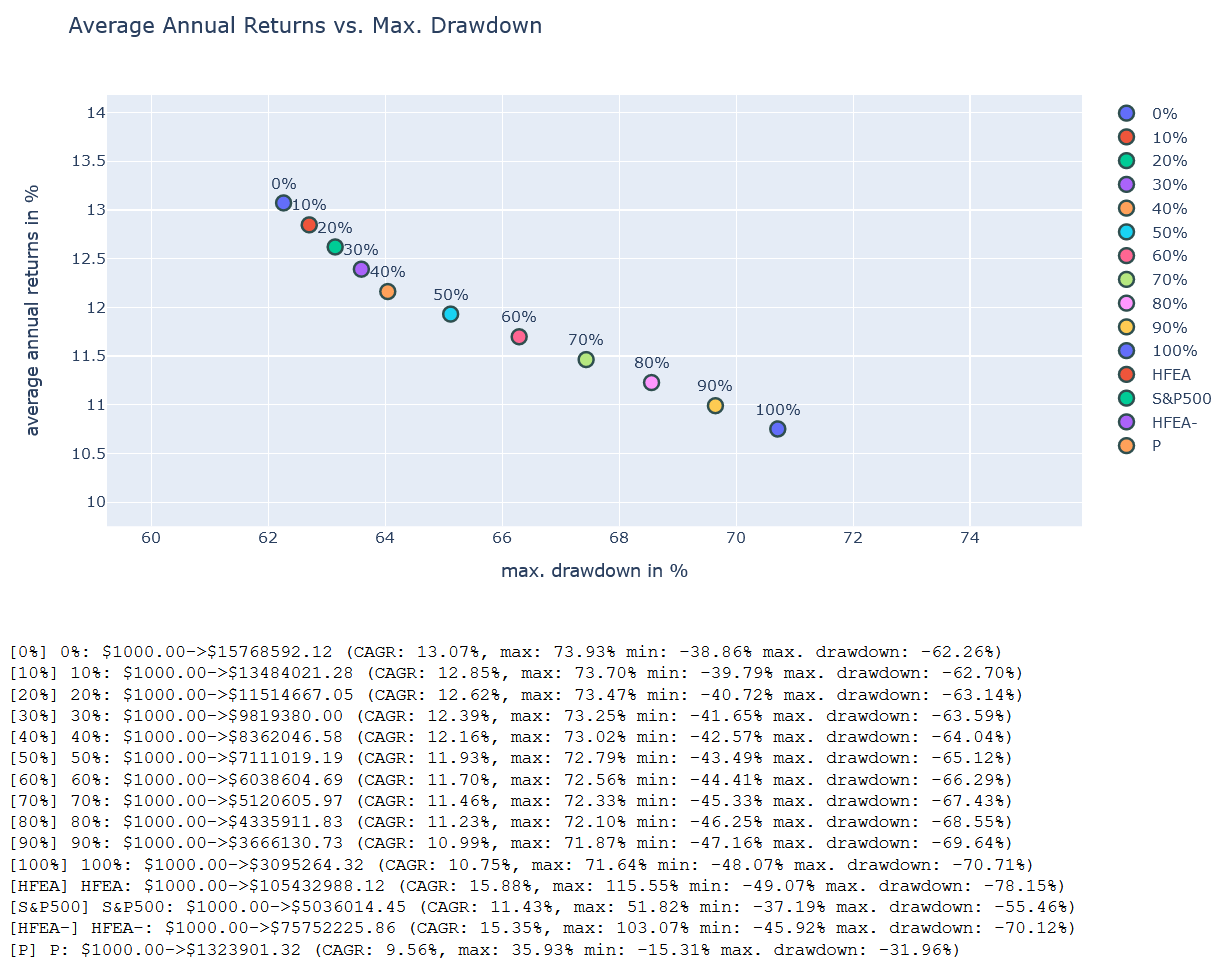 Average Annual Returns vs. Max. Drawdown
14
13.5
13
12.5
12
11.5
11
10.5
10
average annual returns in %
0%
10%
20%
30%
40%
50%
60%
70%
80%
90%
100%
60
62
64
66
68
70
72
74
max. drawdown in %
0%
10%
20%
30%
40%
50%
60%
70%
80%
90%
100%
HFEA
S&P500
HFEA-
P
[0%] 0%: $1000.00->$15768592.12 (CAGR: 13.07%, max: 73.93% min: -38.86% max. drawdown: -62.26%)
[10%] 10%: $1000.00->$13484021.28 (CAGR: 12.85%, max: 73.70% min: -39.79% max. drawdown: -62.70%)
[20%] 20%: $1000.00->$11514667.05 (CAGR: 12.62%, max: 73.47% min: -40.72% max. drawdown: -63.14%)
[30%] 30%: $1000.00->$9819380.00 (CAGR: 12.39%, max: 73.25% min: -41.65% max. drawdown: -63.59%)
[40%] 40%: $1000.00->$8362046.58 (CAGR: 12.16%, max: 73.02% min: -42.57% max. drawdown: -64.04%)
[50%] 50%: $1000.00->$7111019.19 (CAGR: 11.93%, max: 72.79% min: -43.49% max. drawdown: -65.12%)
[60%] 60%: $1000.00->$6038604.69 (CAGR: 11.70%, max: 72.56% min: -44.41% max. drawdown: -66.29%)
[70%] 70%: $1000.00->$5120605.97 (CAGR: 11.46%, max: 72.33% min: -45.33% max. drawdown: -67.43%)
[80%] 80%: $1000.00->$4335911.83 (CAGR: 11.23%, max: 72.10% min: -46.25% max. drawdown: -68.55%)
[90%] 90%: $1000.00->$3666130.73 (CAGR: 10.99%, max: 71.87% min: -47.16% max. drawdown: -69.64%)
[100%] 100%: $1000.00->$3095264.32 (CAGR: 10.75%, max: 71.64% min: -48.07% max. drawdown: -70.71%)
[HFEA] HFEA: $1000.00->$105432988.12 (CAGR: 15.88%, max: 115.55% min: -49.07% max. drawdown: -78.15%)
[S&P500] S&P500: $1000.00->$5036014.45 (CAGR: 11.43%, max: 51.82% min: -37.19% max. drawdown: -55.46%)
[HFEA-] HFEA-: $1000.00->$75752225.86 (CAGR: 15.35%, max: 103.07% min: -45.92% max. drawdown: -70.12%)
[P] P: $1000.00->$1323901.32 (CAGR: 9.56%, max: 35.93% min: -15.31% max. drawdown: -31.96%)